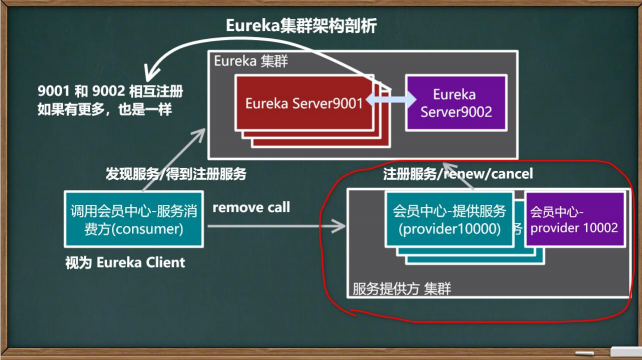 Eureka集群架构剖析
Eureka 集群
9001 和 9002 相互注册
如果有更多，也是一样
Eureka Server9001
Eureka
Server9002
发现服务/得到注册服务
注册服务/renew/cancel
调用会员中心-服务消
费方(consumer)
remove call
会员中心-提供服务
(provider10000)
务
会员中心-
provider 10002
视为 Eureka Client
服务提供方 集群